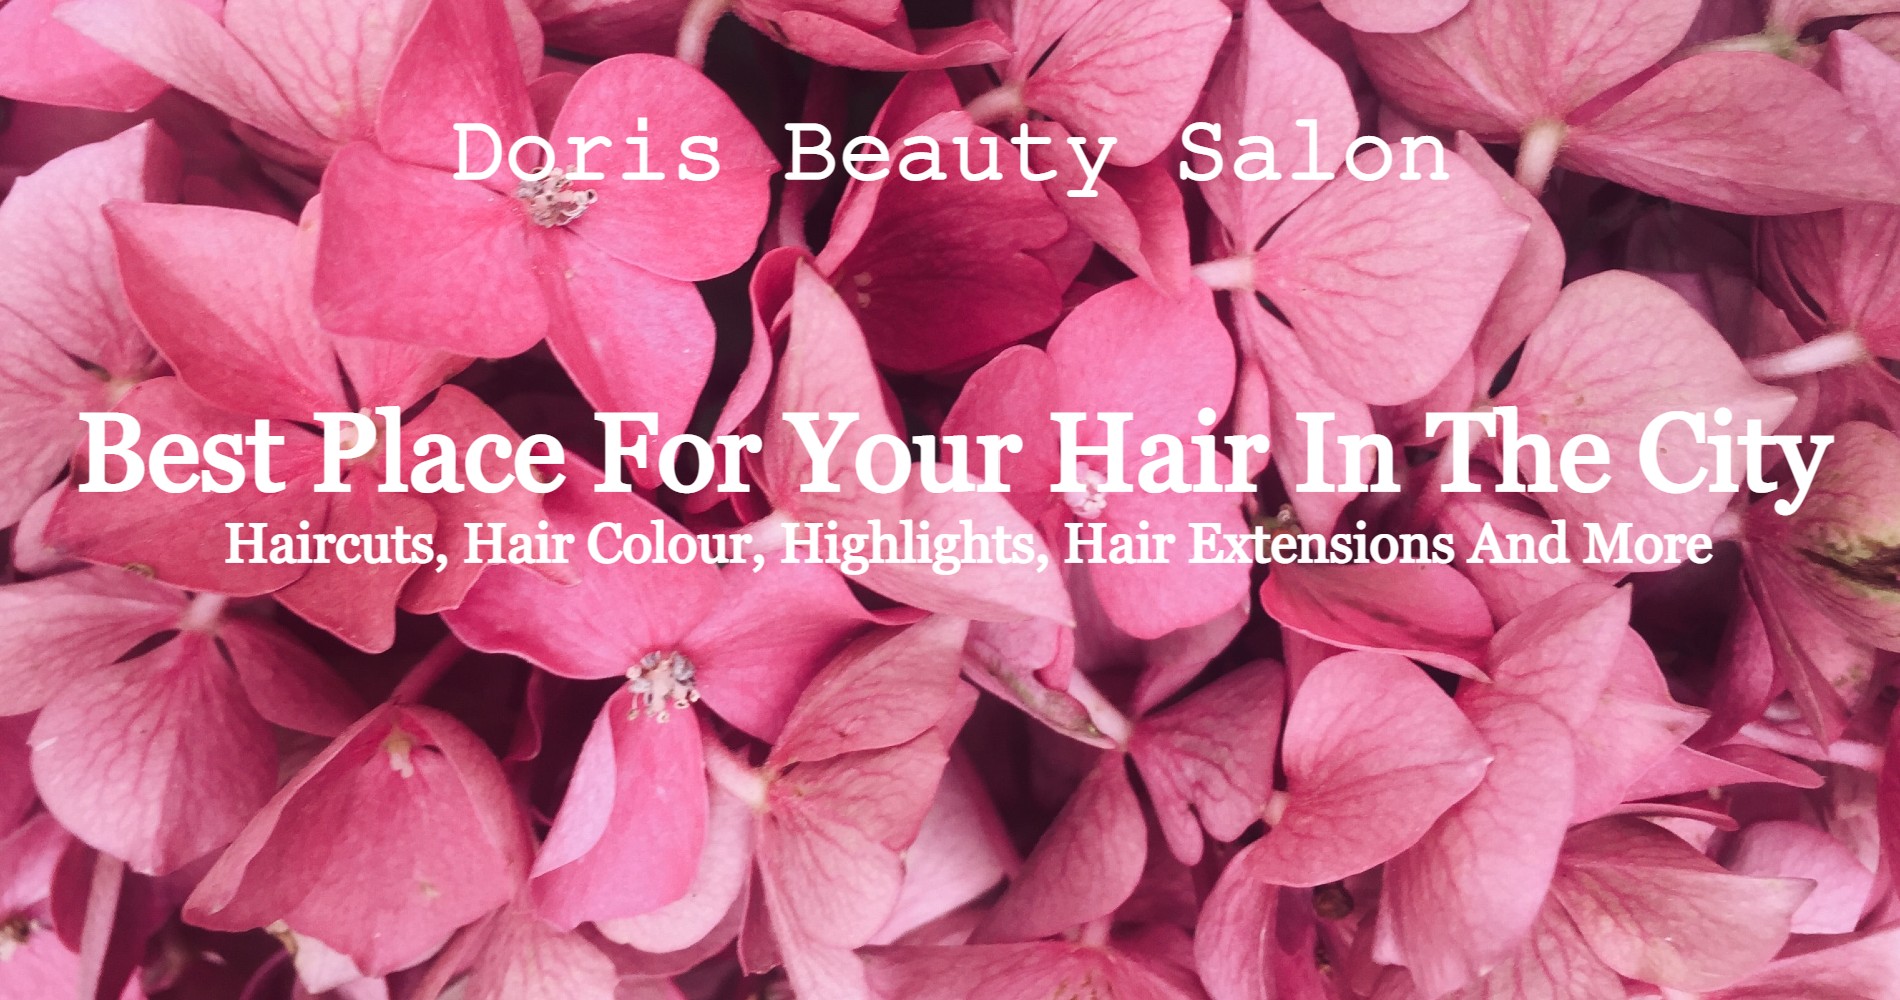 Doris Beauty Salon
Best Place For Your Hair In The City
Haircuts, Hair Colour, Highlights, Hair Extensions And More